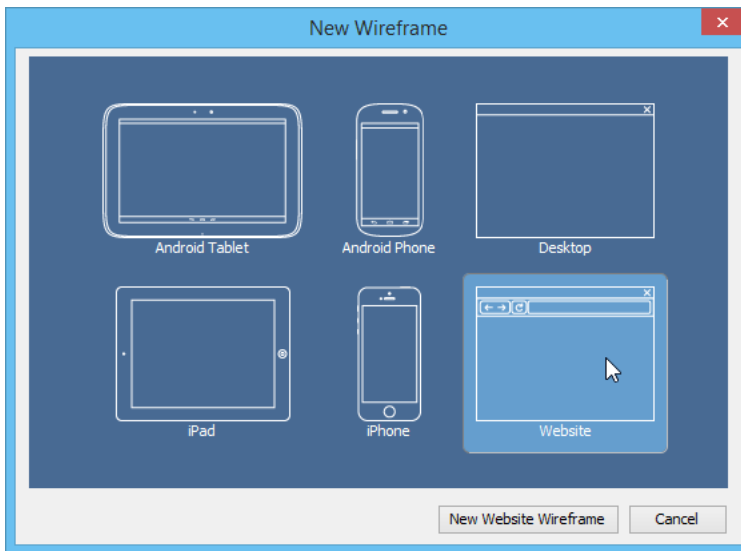 New Wireframe
Android Tablet
Android Phone
Desktop
iPad
iPhone
Website
New Website Wireframe
Cancel